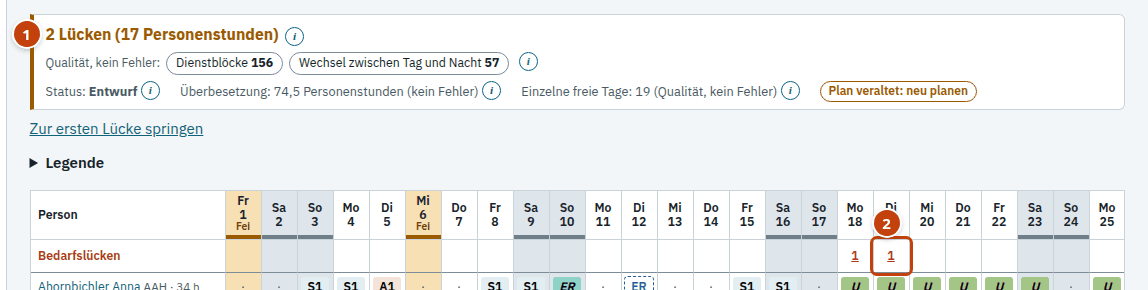 1
2 Lücken (17 Personenstunden) i
Qualität, kein Fehler: Dienstblöcke 156 Wechsel zwischen Tag und Nacht 57 i
Status: Entwurf i Überbesetzung: 74,5 Personenstunden (kein Fehler) i Einzelne freie Tage: 19 (Qualität, kein Fehler) i Plan veraltet: neu planen
Zur ersten Lücke springen
Legende
Person Fr 1 Fei Sa 2 So 3 Mo 4 Di 5 Mi 6 Fei Do 7 Fr 8 Sa 9 So 10 Mo 11 Di 12 Mi 13 Do 14 Fr 15 Sa 16 So 17 Mo 18 Di 19 Mi 20 Do 21 Fr 22 Sa 23 So 24 Mo 25
2
Bedarfslücken 1 1
Ahornbichler Anna AAH · 34 h · · S1 S1 A1 · · S1 S1 ER · ER · · S1 S1 · U U U U U U · U